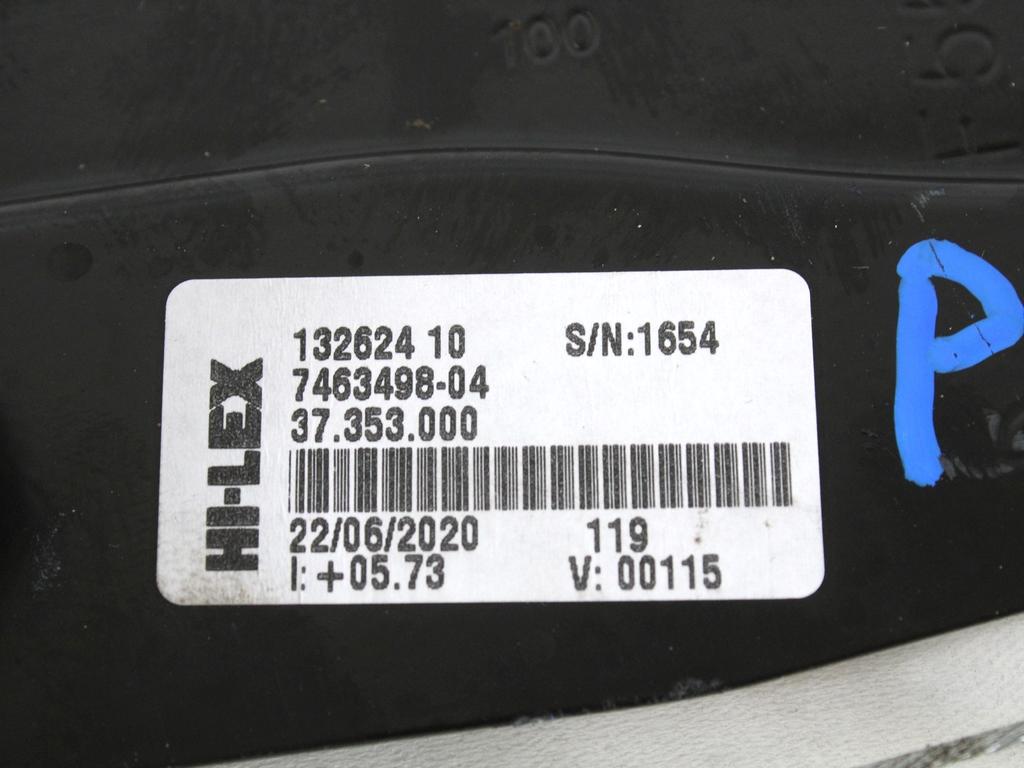 100
132624 10 S/N:1654
7463498-04
37.353.000
HI-LEX
22/06/2020 119
I: +05.73 V: 00115
P